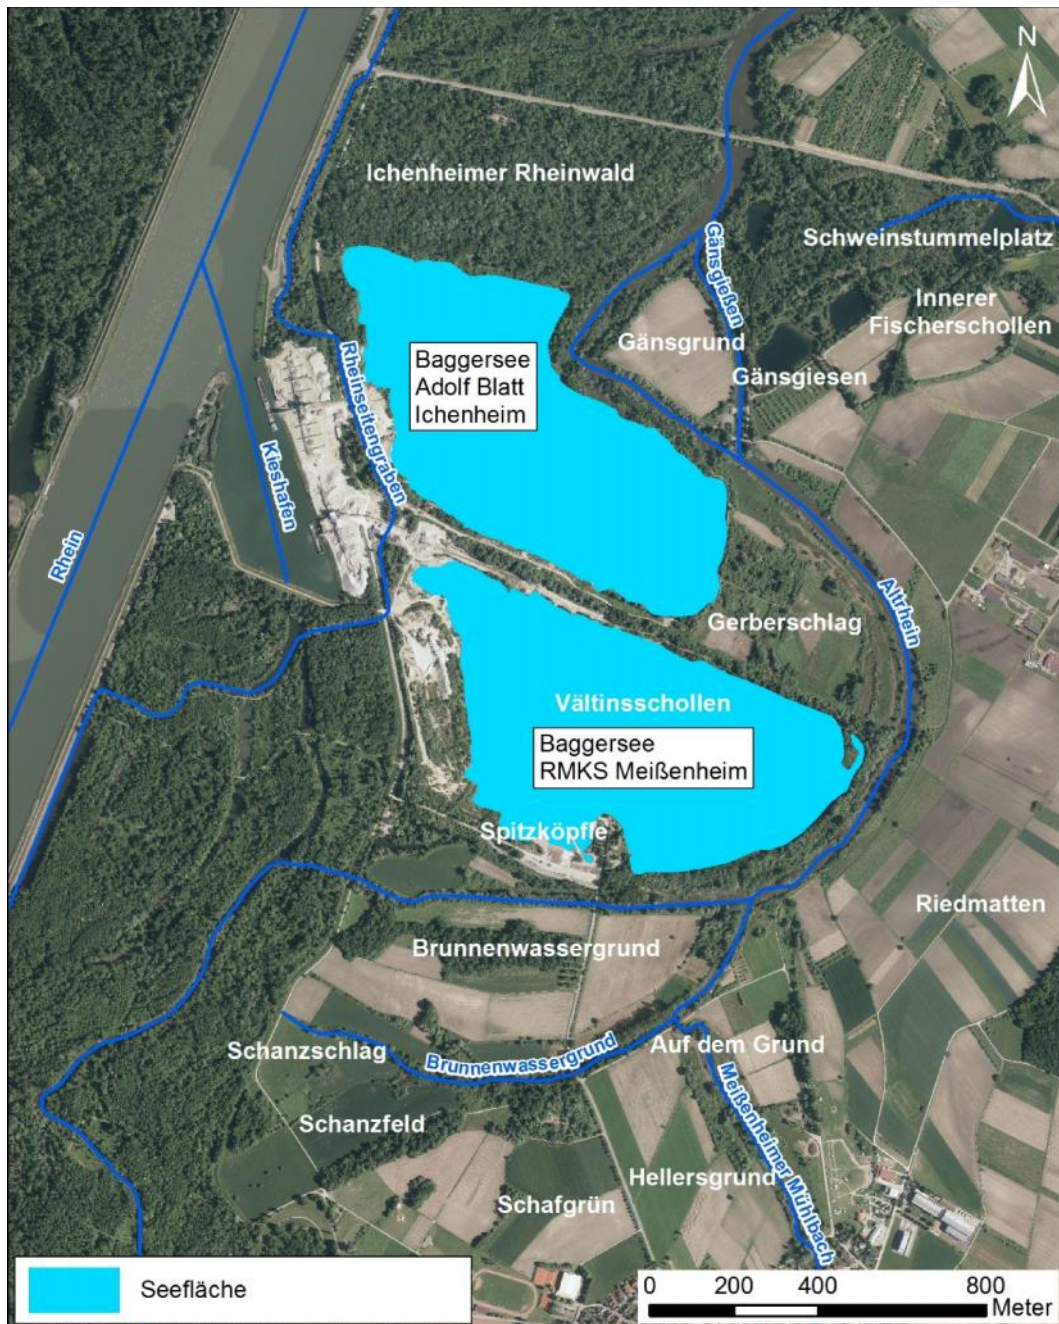 N
Ichenheimer Rheinwald
Schweinstummelplatz
Gänsgießen
Innerer
Fischerschollen
Gänsgrund
Gänsgiesen
Baggersee
Adolf Blatt
Ichenheim
Rheinseitengraben
Kieshafen
Rhein
Altrhein
Gerberschlag
Vältinsschollen
Baggersee
RMKS Meißenheim
Spitzköpfle
Riedmatten
Brunnenwassergrund
Schanzschlag
Brunnenwassergrund
Auf dem Grund
Meißenheimer Mühlbach
Schanzfeld
Hellersgrund
Schafgrün
Seefläche
0 200 400 800
Meter